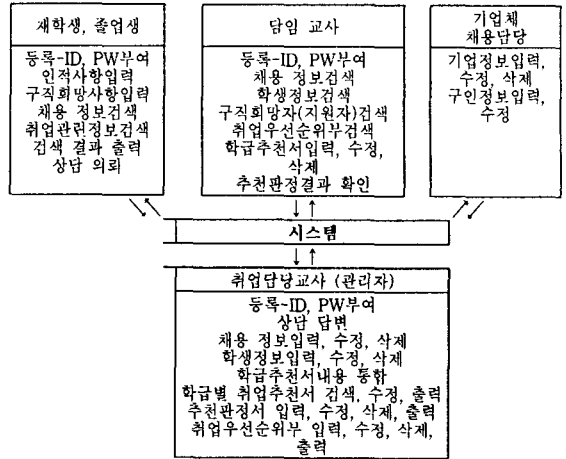 재학생, 졸업생
등록-ID, PW부여
인적사항입력
구직희망사항입력
채용 정보검색
취업관련정보검색
검색 결과 출력
상담 의뢰
담임 교사
등록-ID, PW부여
채용 정보검색
학생정보검색
구직희망자(지원자)검색
취업우선순위부검색
학급추천서입력, 수정,
삭제
추천판정결과 확인
기업체
채용담당
기업정보입력,
수정, 삭제
구인정보입력,
수정
시스템
취업담당교사 (관리자)
등록-ID, PW부여
상담 답변
채용 정보입력, 수정, 삭제
학생정보입력, 수정, 삭제
학급추천서내용 통합
학급별 취업추천서 검색, 수정, 출력
추천판정서 입력, 수정, 삭제, 출력
취업우선순위부 입력, 수정, 삭제,
출력